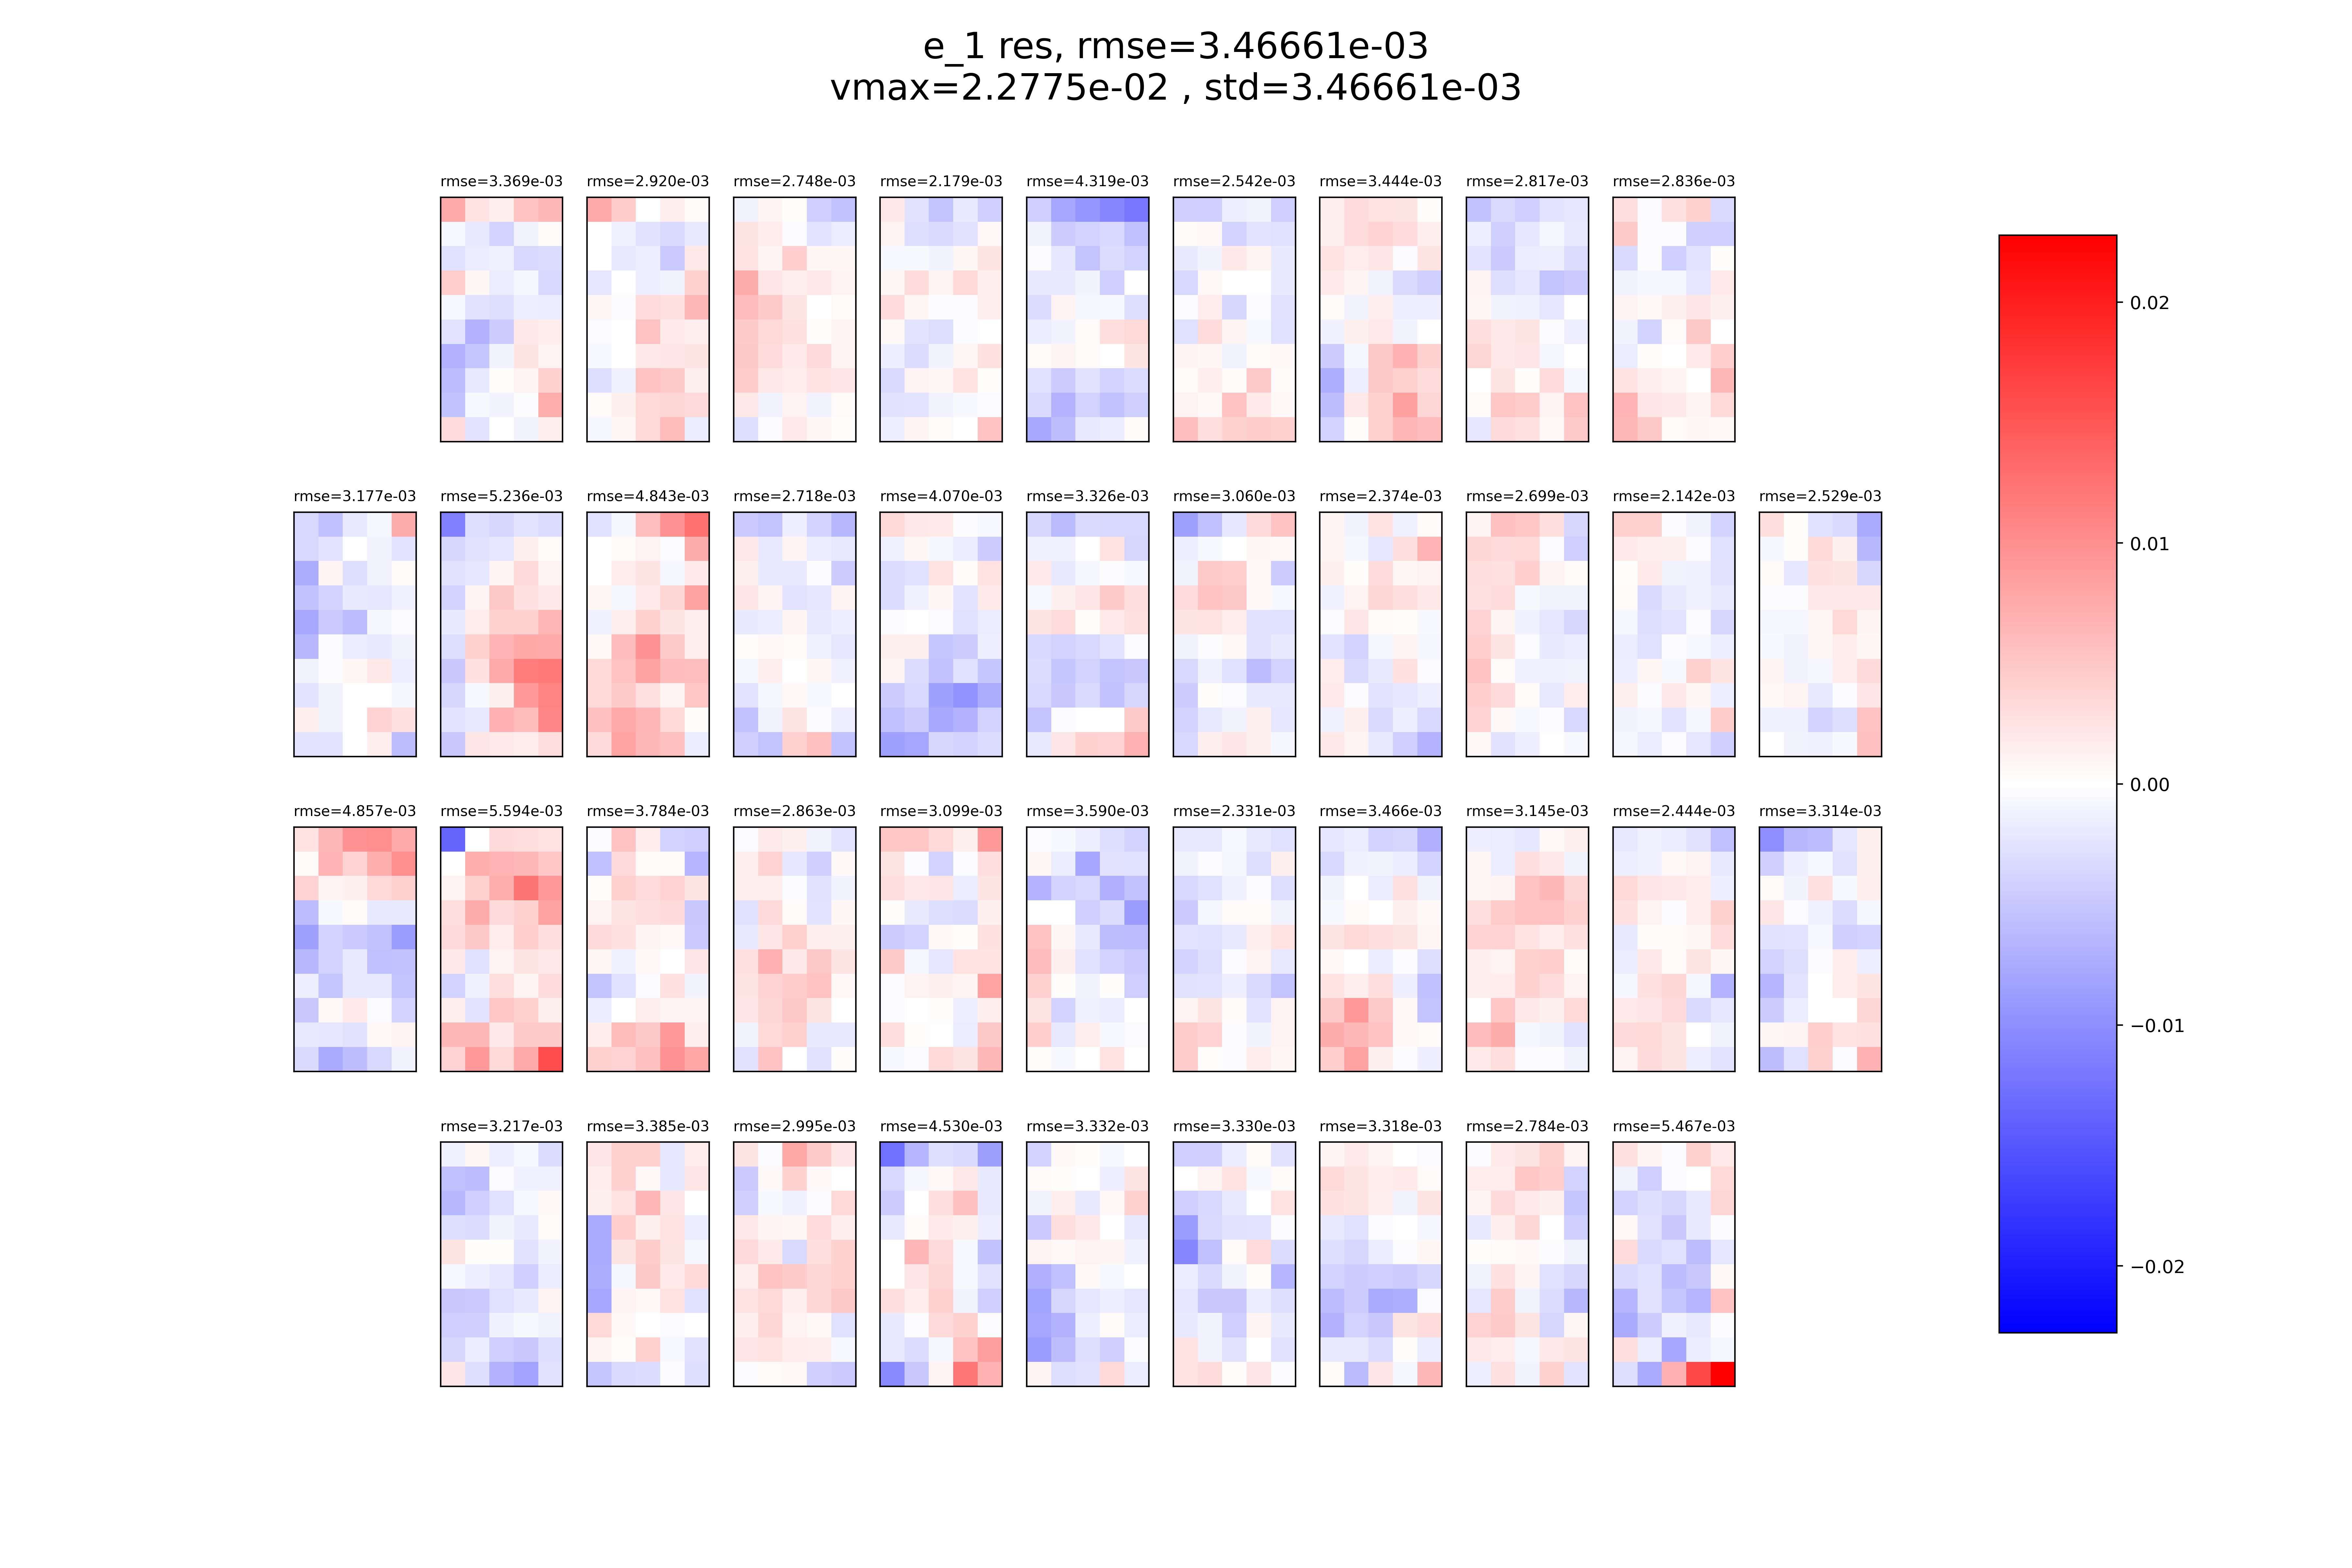 e_1 res, rmse=3.46661e-03
vmax=2.2775e-02 , std=3.46661e-03
rmse=3.369e-03 rmse=2.920e-03 rmse=2.748e-03 rmse=2.179e-03 rmse=4.319e-03 rmse=2.542e-03 rmse=3.444e-03 rmse=2.817e-03 rmse=2.836e-03
0.02
rmse=3.177e-03 rmse=5.236e-03 rmse=4.843e-03 rmse=2.718e-03 rmse=4.070e-03 rmse=3.326e-03 rmse=3.060e-03 rmse=2.374e-03 rmse=2.699e-03 rmse=2.142e-03 rmse=2.529e-03
0.01
0.00
rmse=4.857e-03 rmse=5.594e-03 rmse=3.784e-03 rmse=2.863e-03 rmse=3.099e-03 rmse=3.590e-03 rmse=2.331e-03 rmse=3.466e-03 rmse=3.145e-03 rmse=2.444e-03 rmse=3.314e-03
−0.01
rmse=3.217e-03 rmse=3.385e-03 rmse=2.995e-03 rmse=4.530e-03 rmse=3.332e-03 rmse=3.330e-03 rmse=3.318e-03 rmse=2.784e-03 rmse=5.467e-03
−0.02